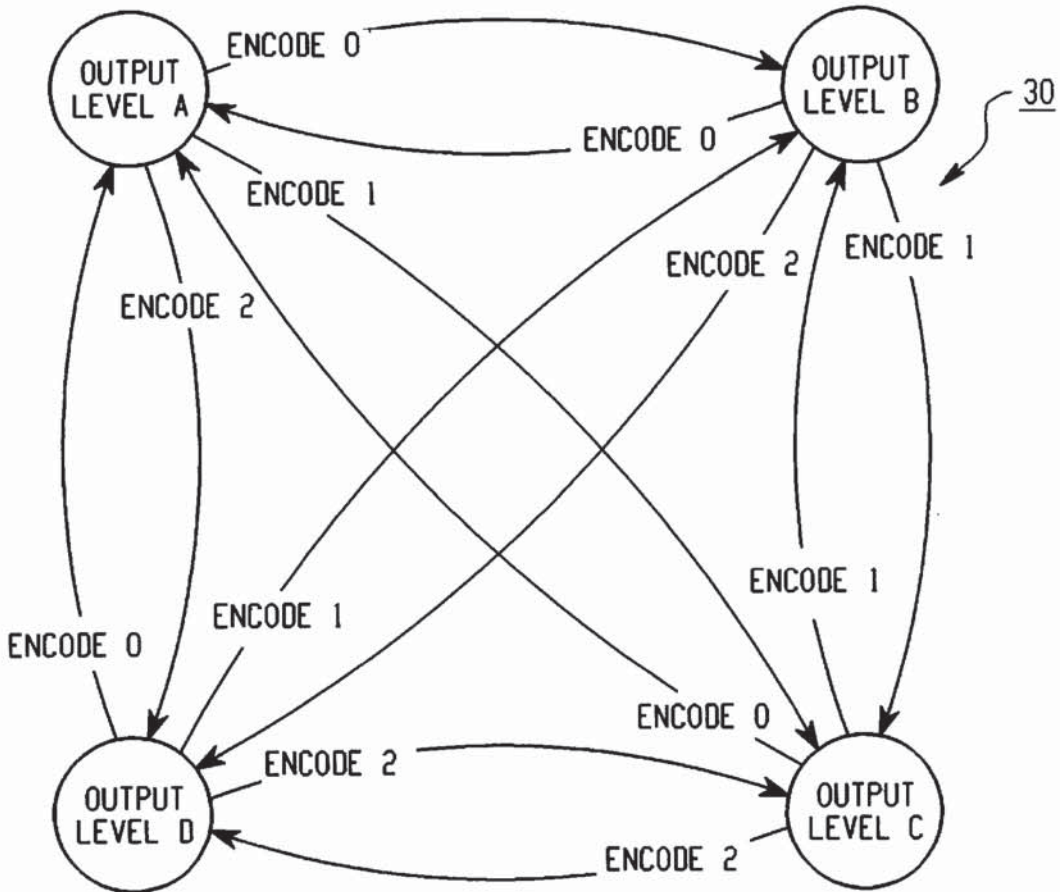 ENCODE 0
OUTPUT
LEVEL A
OUTPUT
LEVEL B
30
ENCODE 0
ENCODE 1
ENCODE 1
ENCODE 2
ENCODE 2
ENCODE 1
ENCODE 1
ENCODE 0
ENCODE 0
ENCODE 2
OUTPUT
LEVEL D
OUTPUT
LEVEL C
ENCODE 2